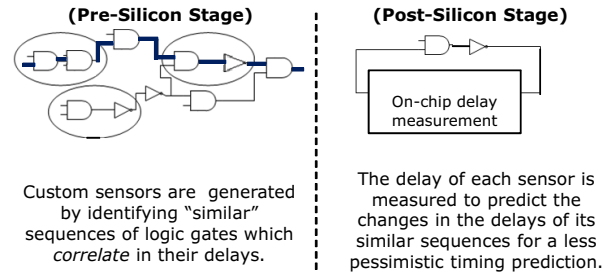 (Pre-Silicon Stage)
(Post-Silicon Stage)
On-chip delay
measurement
Custom sensors are generated
by identifying “similar”
sequences of logic gates which
correlate in their delays.
The delay of each sensor is
measured to predict the
changes in the delays of its
similar sequences for a less
pessimistic timing prediction.